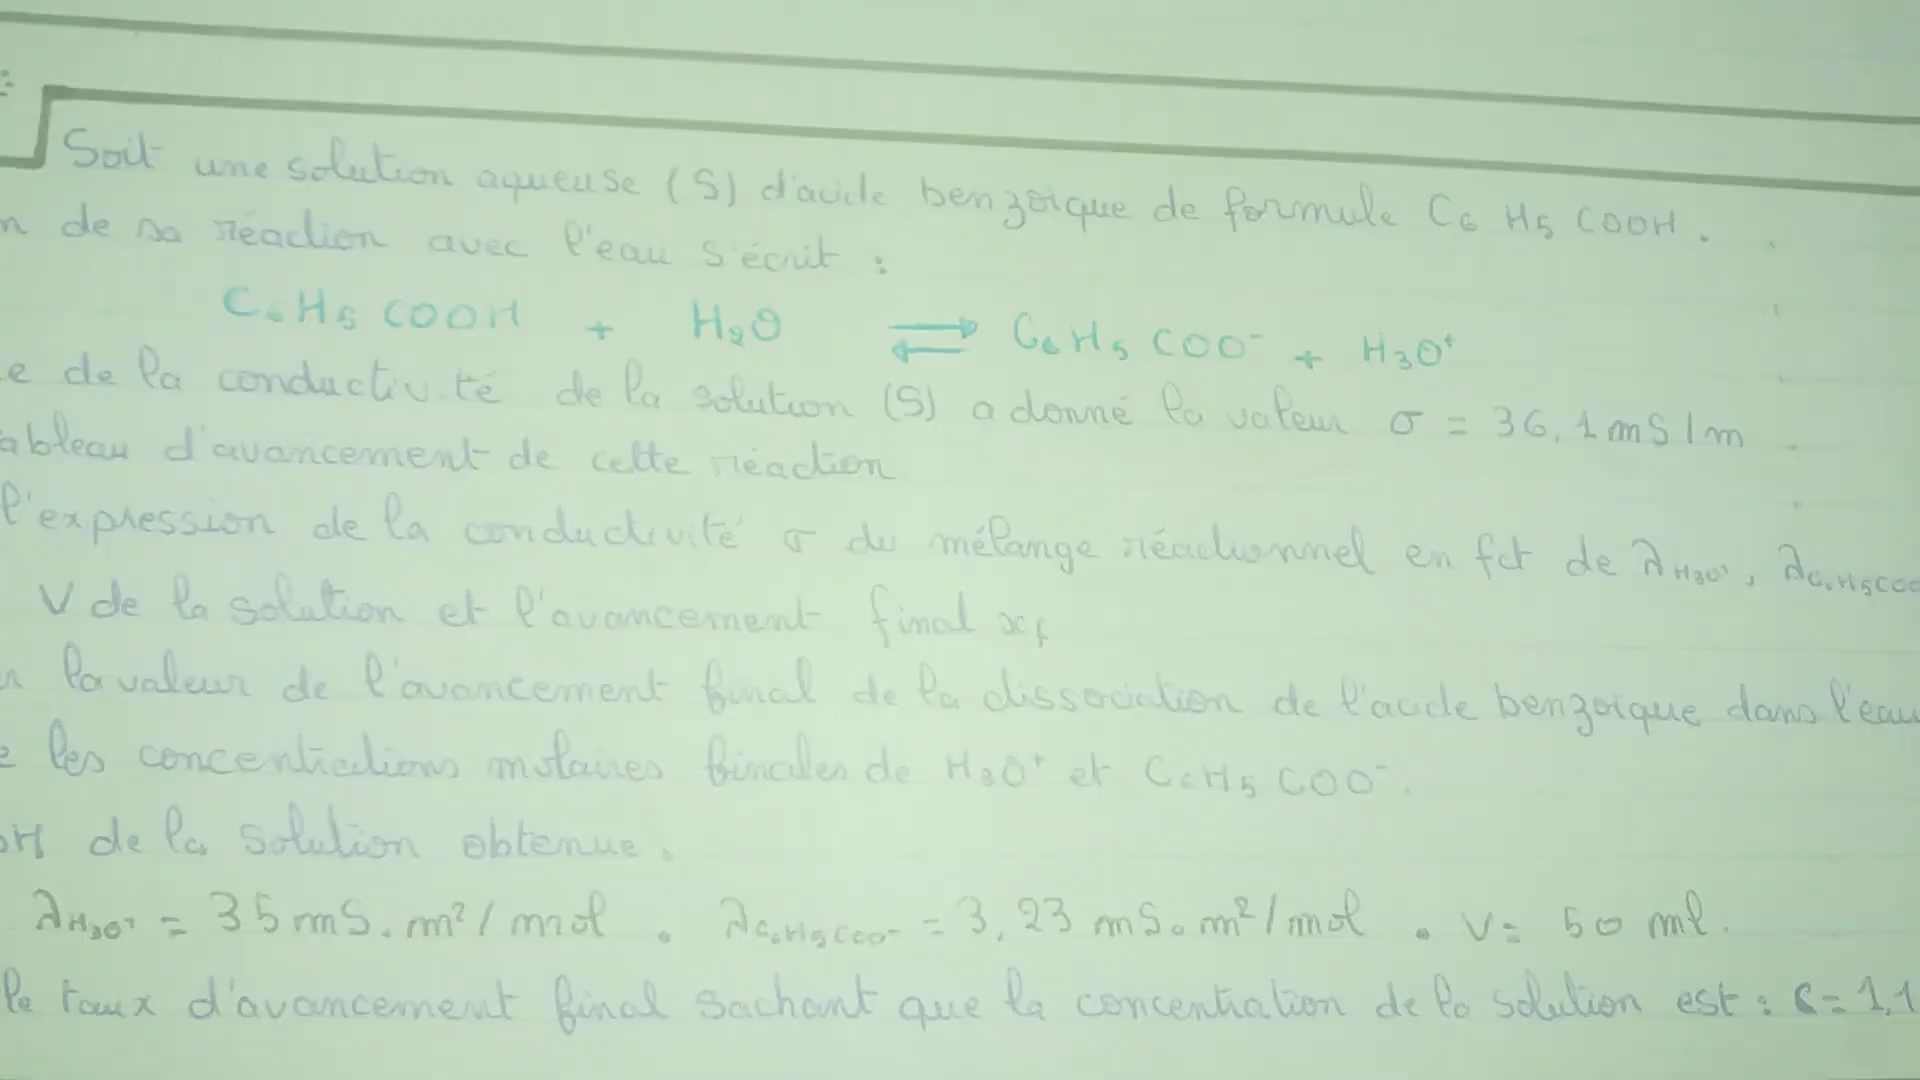 Soit une solution aqueuse (S) d'acide benzoïque de formule C6 H5 COOH.
n de sa réaction avec l'eau s'écrit :
C6H5 COOH + H2O ⇌ C6H5 COO- + H3O+
e de la conductivité de la solution (S) a donné la valeur σ = 36,1 mS/m
ableau d'avancement de cette réaction
l'expression de la conductivité σ du mélange réactionnel en fct de λH3O+, λC6H5COO
V de la solution et l'avancement final xf
la valeur de l'avancement final de la dissociation de l'acide benzoïque dans l'eau
e les concentrations molaires finales de H3O+ et C6H5 COO-.
pH de la solution obtenue.
λH3O+ = 35 mS.m²/mol . λC6H5COO- = 3,23 mS.m²/mol . V= 50 ml.
le taux d'avancement final sachant que la concentration de la solution est : C= 1,1